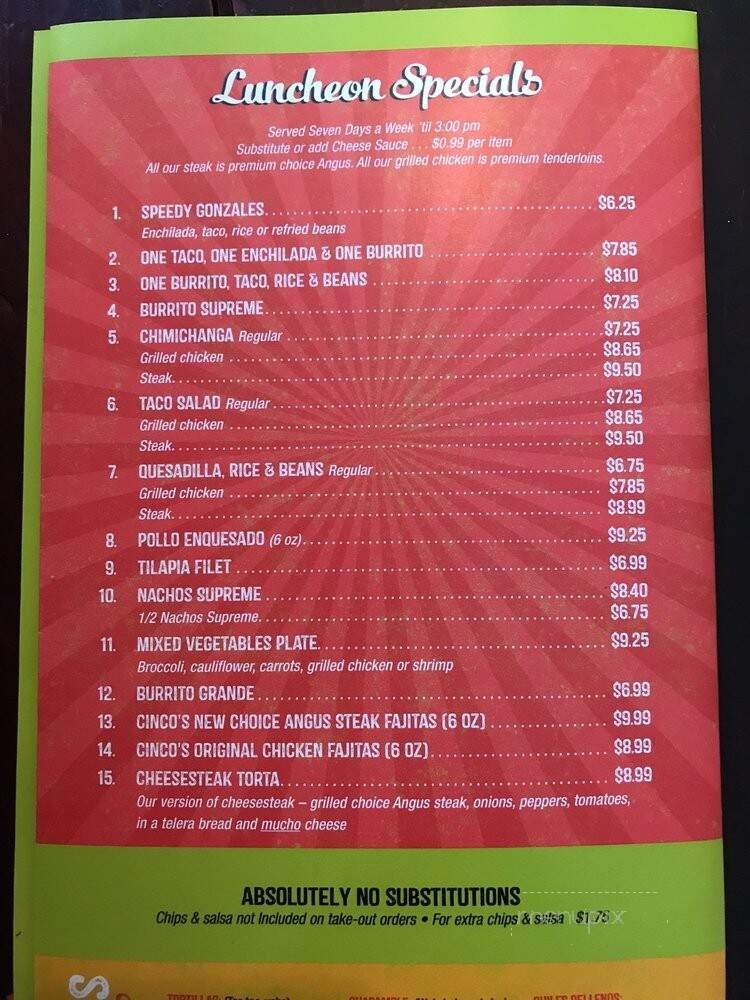 Luncheon Specials
Served Seven Days a Week 'til 3:00 pm
Substitute or add Cheese Sauce . . . $0.99 per item
All our steak is premium choice Angus. All our grilled chicken is premium tenderloins.
1. SPEEDY GONZALES $6.25
Enchilada, taco, rice or refried beans
2. ONE TACO, ONE ENCHILADA & ONE BURRITO $7.85
3. ONE BURRITO, TACO, RICE & BEANS $8.10
4. BURRITO SUPREME $7.25
5. CHIMICHANGA Regular $7.25
Grilled chicken $8.65
Steak $9.50
6. TACO SALAD Regular $7.25
Grilled chicken $8.65
Steak $9.50
7. QUESADILLA, RICE & BEANS Regular $6.75
Grilled chicken $7.85
Steak $8.99
8. POLLO ENQUESADO (6 oz) $9.25
9. TILAPIA FILET $6.99
10. NACHOS SUPREME $8.40
1/2 Nachos Supreme $6.75
11. MIXED VEGETABLES PLATE $9.25
Broccoli, cauliflower, carrots, grilled chicken or shrimp
12. BURRITO GRANDE $6.99
13. CINCO'S NEW CHOICE ANGUS STEAK FAJITAS (6 OZ) $9.99
14. CINCO'S ORIGINAL CHICKEN FAJITAS (6 OZ) $8.99
15. CHEESESTEAK TORTA $8.99
Our version of cheesesteak – grilled choice Angus steak, onions, peppers, tomatoes,
in a telera bread and mucho cheese
ABSOLUTELY NO SUBSTITUTIONS
Chips & salsa not Included on take-out orders • For extra chips & salsa $1.75